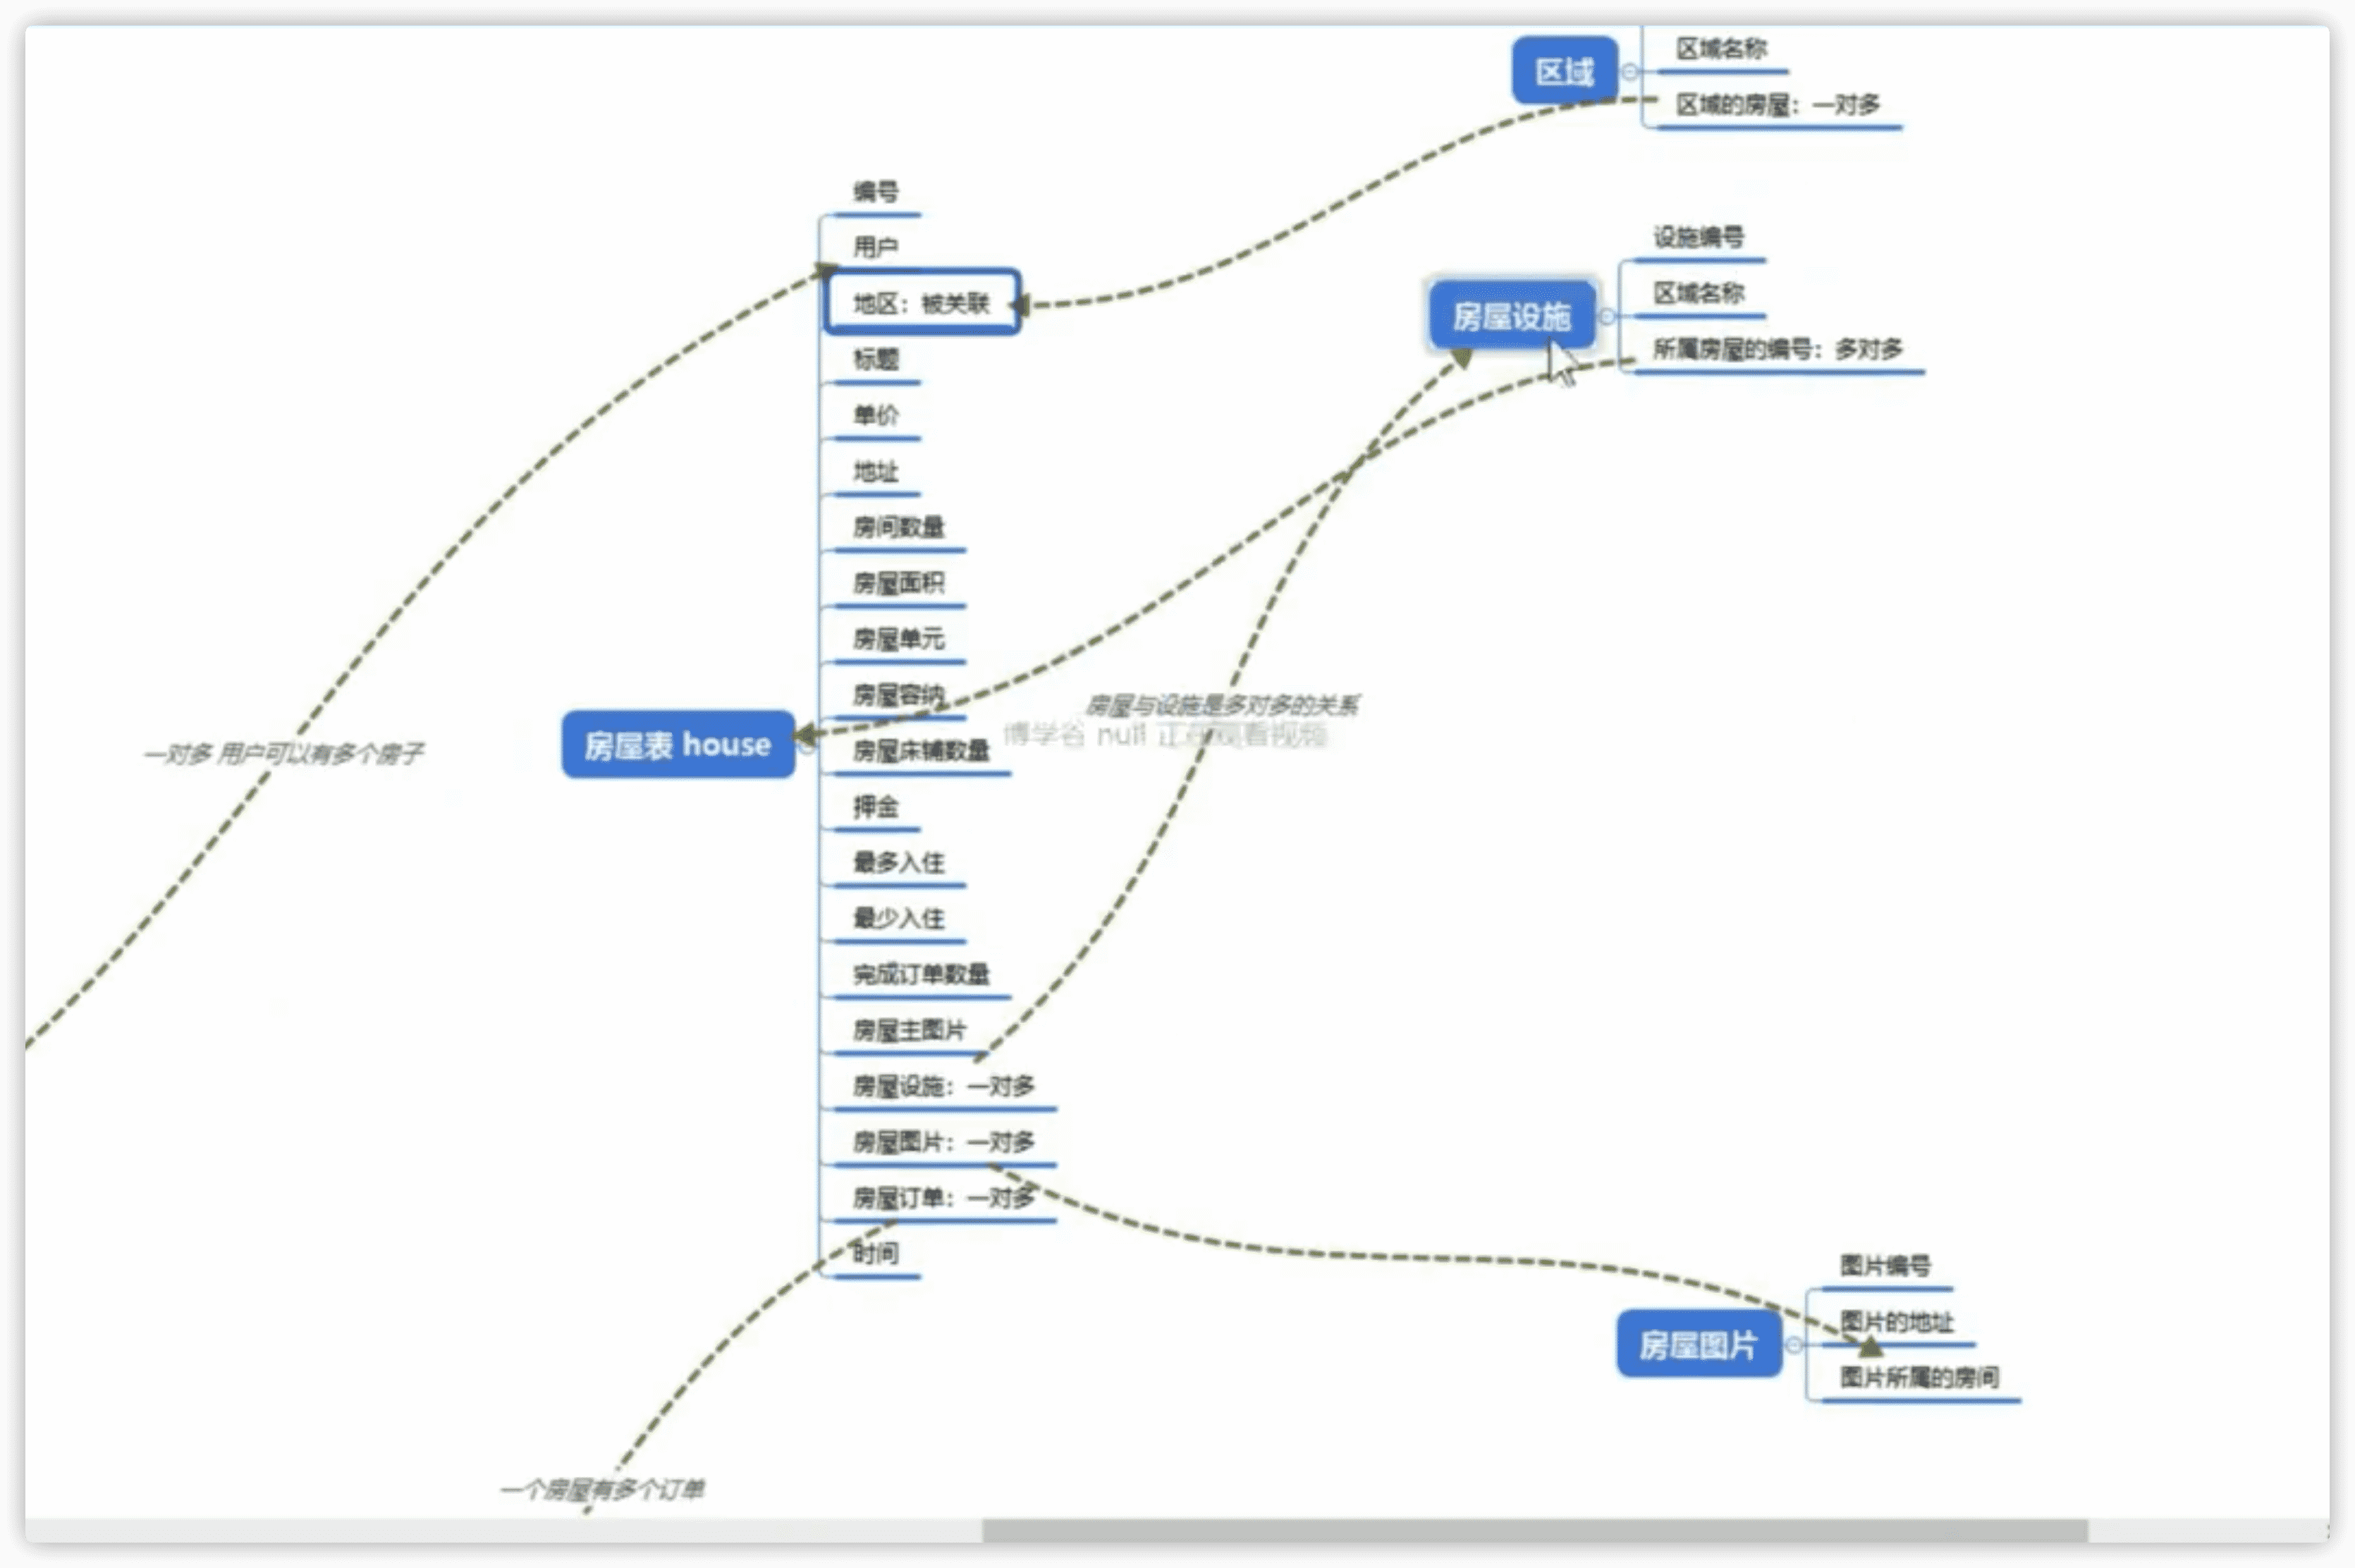 区域
区域名称
区域的房屋：一对多
房屋设施
设施编号
区域名称
所属房屋的编号：多对多
房屋表 house
编号
用户
地区：被关联
标题
单价
地址
房间数量
房屋面积
房屋单元
房屋容纳
房屋床铺数量
押金
最多入住
最少入住
完成订单数量
房屋主图片
房屋设施：一对多
房屋图片：一对多
房屋订单：一对多
时间
一对多 用户可以有多个房子
房屋与设施是多对多的关系
博学谷 null 正在观看视频
房屋图片
图片编号
图片的地址
图片所属的房间
一个房屋有多个订单